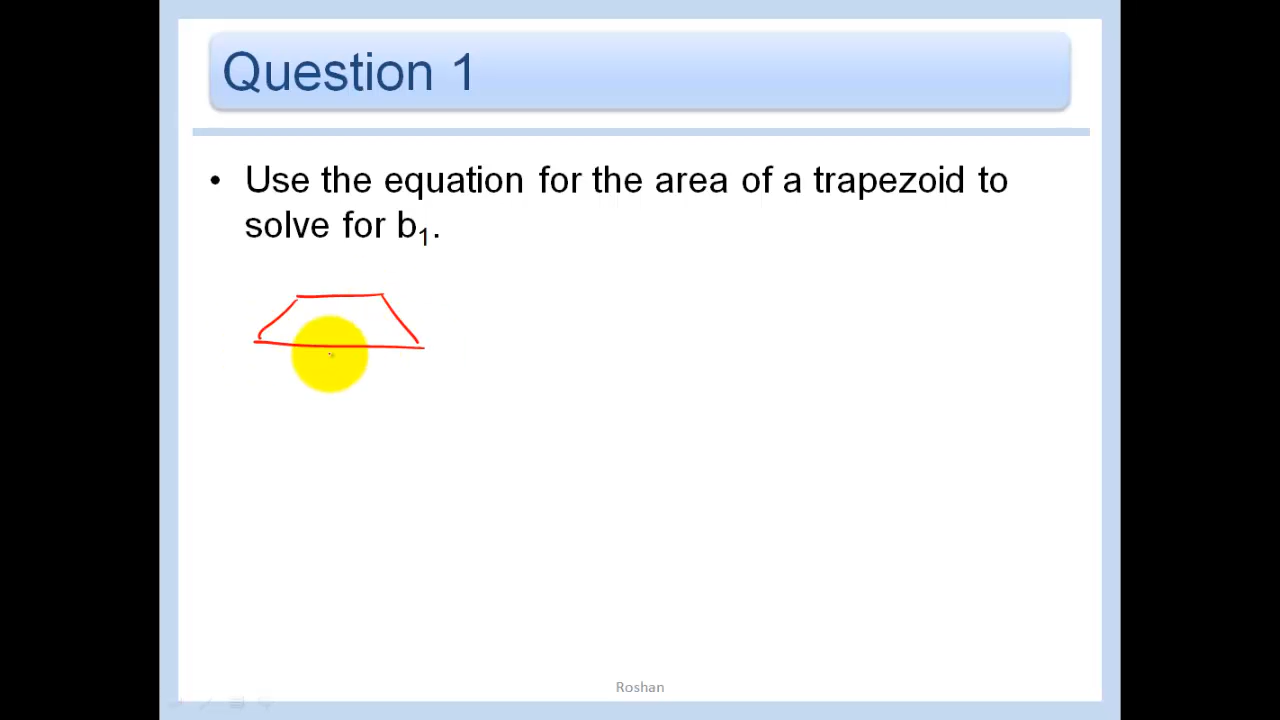 Question 1
• Use the equation for the area of a trapezoid to
solve for b₁.
Roshan